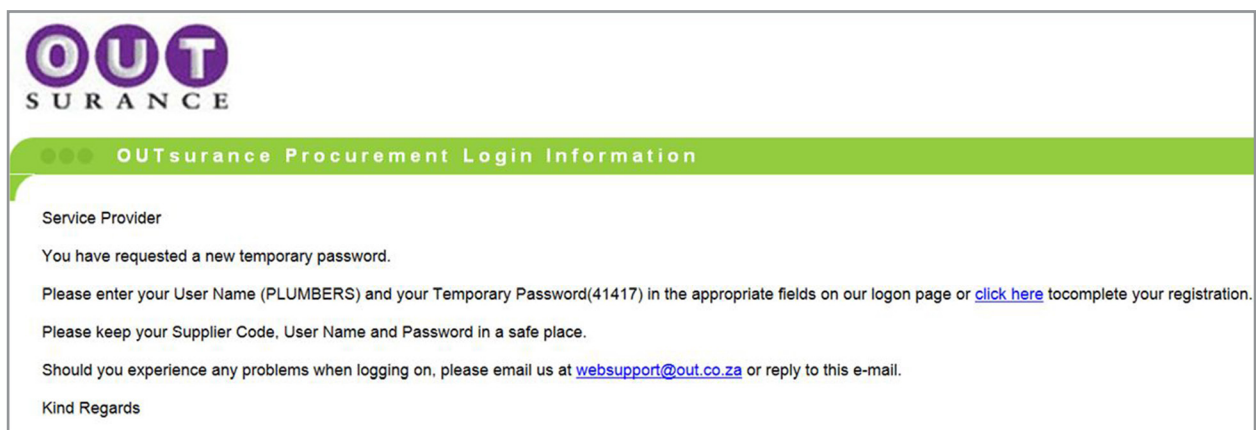 OUT
SURANCE
OUTsurance Procurement Login Information
Service Provider
You have requested a new temporary password.
Please enter your User Name (PLUMBERS) and your Temporary Password(41417) in the appropriate fields on our logon page or click here tocomplete your registration.
Please keep your Supplier Code, User Name and Password in a safe place.
Should you experience any problems when logging on, please email us at websupport@out.co.za or reply to this e-mail.
Kind Regards